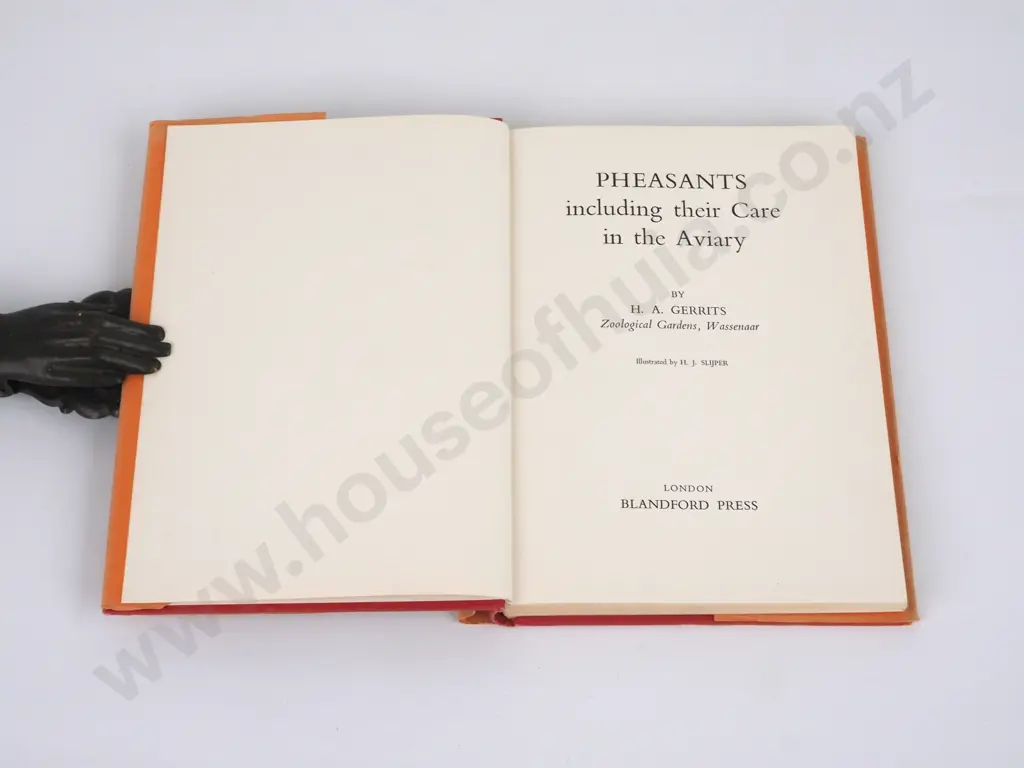 PHEASANTS
including their Care
in the Aviary
BY
H. A. GERRITS
Zoological Gardens, Wassenaar
Illustrated by H. J. SLIJPER
LONDON
BLANDFORD PRESS
www.houseofhuia.co.nz